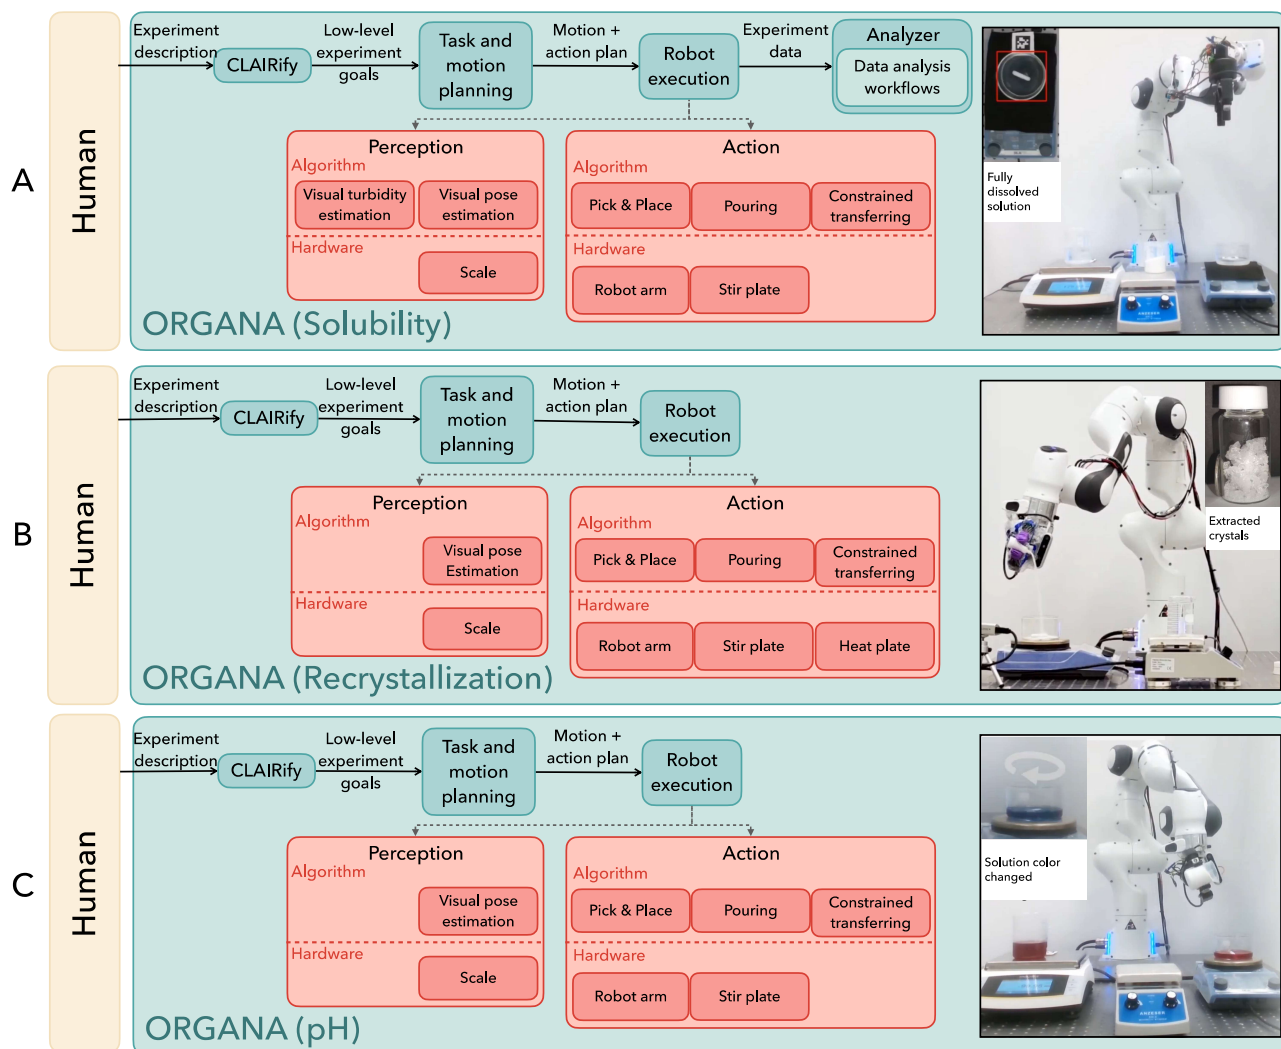 A
Human
Experiment
description
CLAIRify
Low-level
experiment
goals
Task and
motion
planning
Motion +
action plan
Robot
execution
Experiment
data
Analyzer
Data analysis
workflows
Perception
Algorithm
Visual turbidity
estimation
Visual pose
estimation
Hardware
Scale
Action
Algorithm
Pick & Place
Pouring
Constrained
transferring
Hardware
Robot arm
Stir plate
ORGANA (Solubility)
Fully
dissolved
solution
B
Human
Experiment
description
CLAIRify
Low-level
experiment
goals
Task and
motion
planning
Motion +
action plan
Robot
execution
Perception
Algorithm
Visual pose
Estimation
Hardware
Scale
Action
Algorithm
Pick & Place
Pouring
Constrained
transferring
Hardware
Robot arm
Stir plate
Heat plate
ORGANA (Recrystallization)
Extracted
crystals
C
Human
Experiment
description
CLAIRify
Low-level
experiment
goals
Task and
motion
planning
Motion +
action plan
Robot
execution
Perception
Algorithm
Visual pose
estimation
Hardware
Scale
Action
Algorithm
Pick & Place
Pouring
Constrained
transferring
Hardware
Robot arm
Stir plate
ORGANA (pH)
Solution color
changed